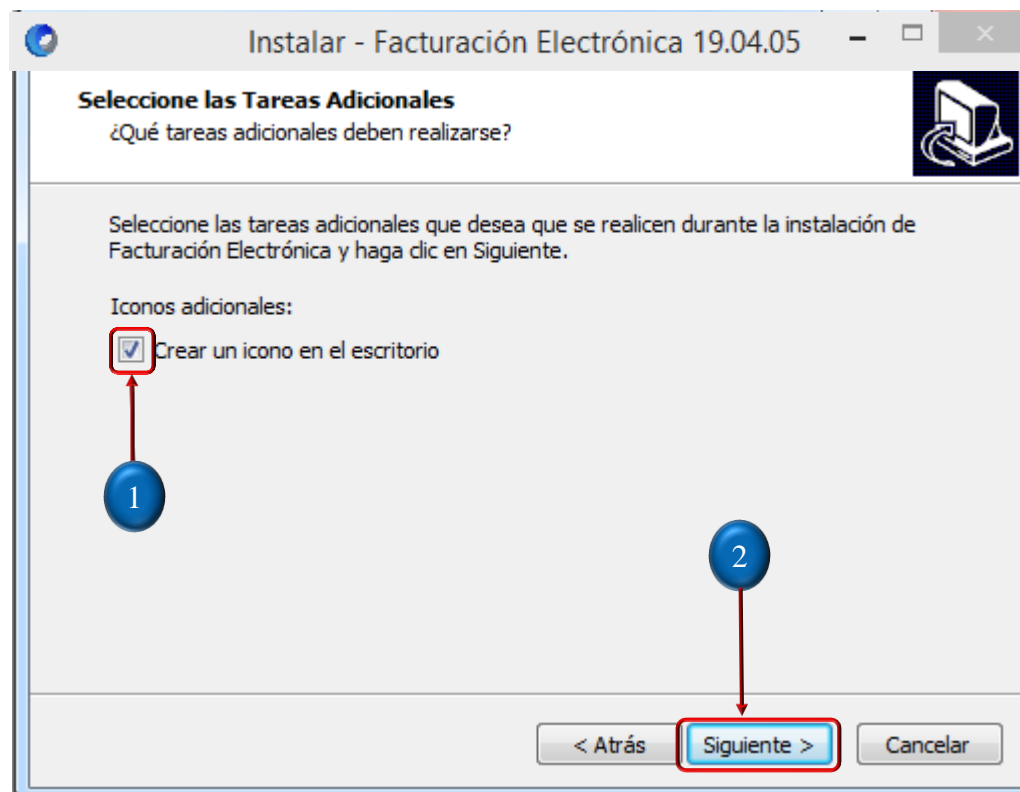 Instalar - Facturación Electrónica 19.04.05
Seleccione las Tareas Adicionales
¿Qué tareas adicionales deben realizarse?
Seleccione las tareas adicionales que desea que se realicen durante la instalación de
Facturación Electrónica y haga clic en Siguiente.
Iconos adicionales:
Crear un icono en el escritorio
1
2
< Atrás
Siguiente >
Cancelar